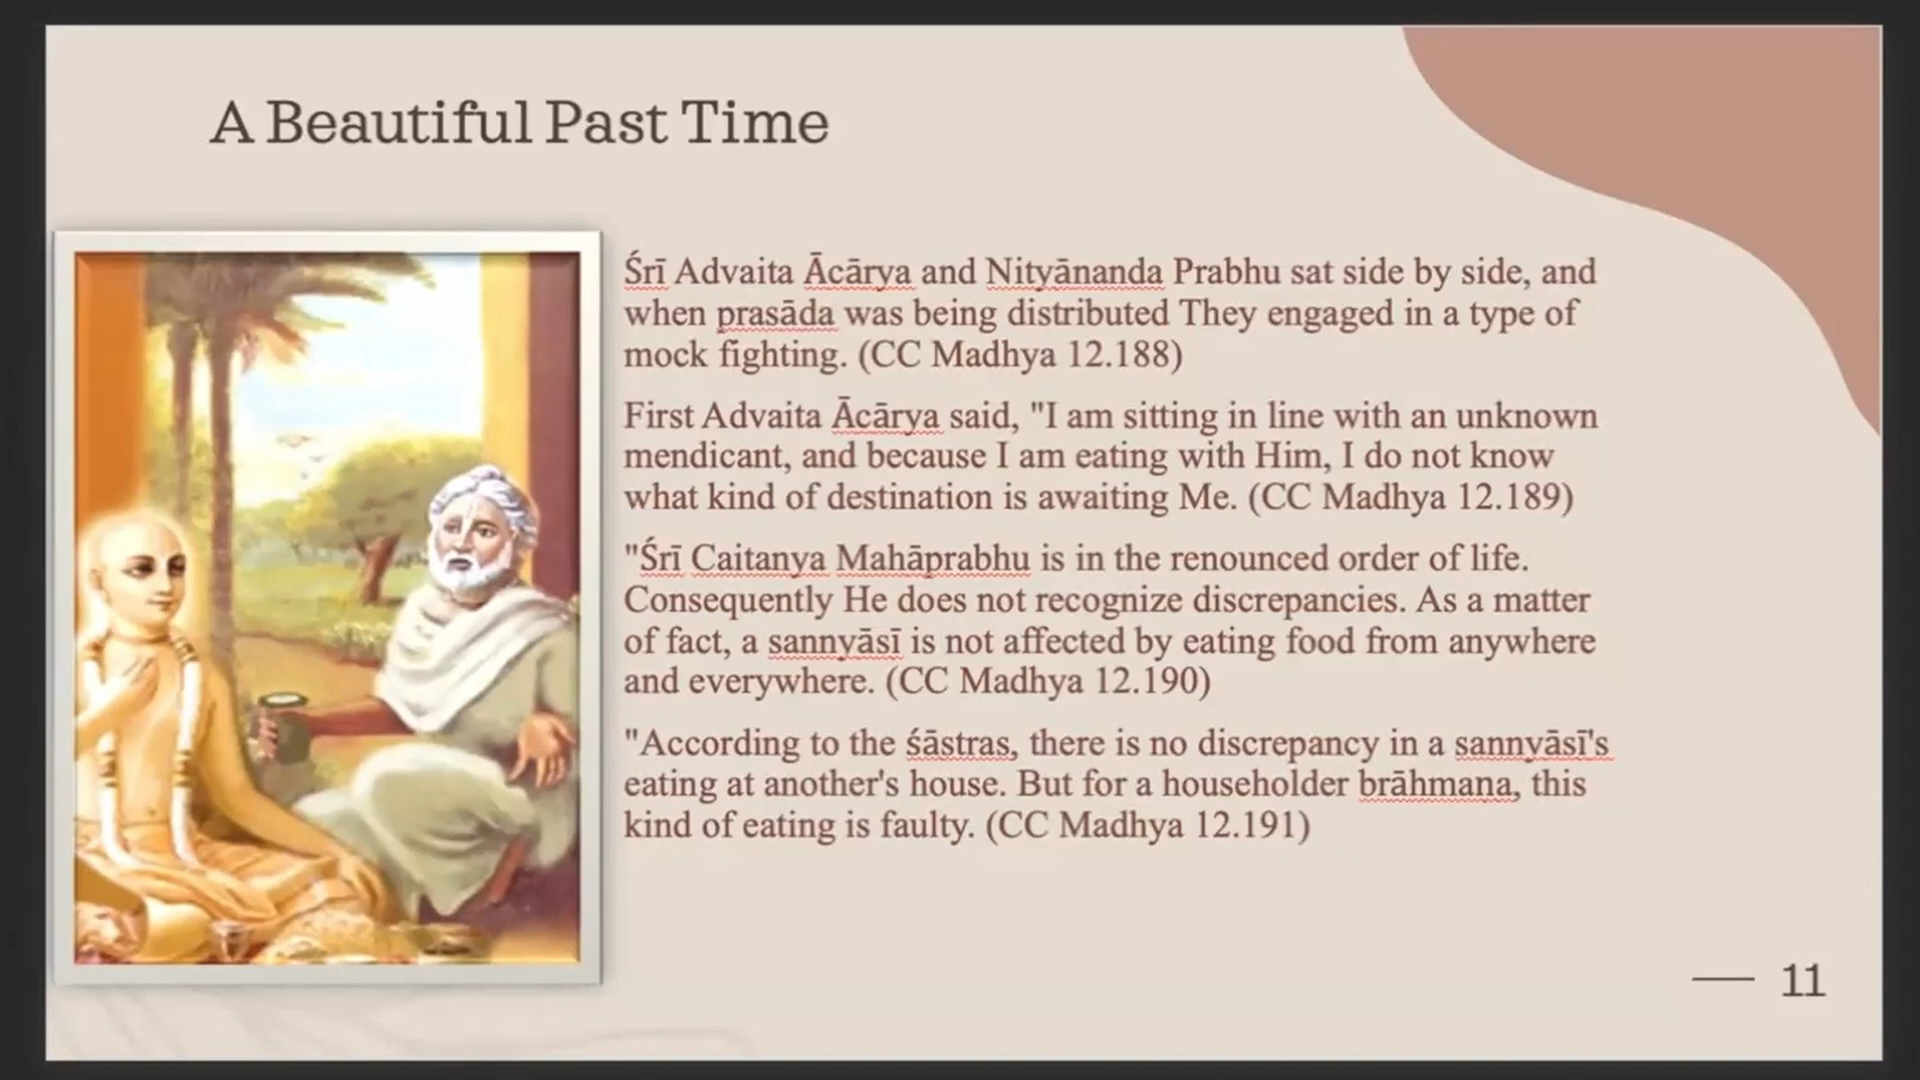 A Beautiful Past Time
Śrī Advaita Ācārya and Nityānanda Prabhu sat side by side, and
when prasāda was being distributed They engaged in a type of
mock fighting. (CC Madhya 12.188)
First Advaita Ācārya said, "I am sitting in line with an unknown
mendicant, and because I am eating with Him, I do not know
what kind of destination is awaiting Me. (CC Madhya 12.189)
"Śrī Caitanya Mahāprabhu is in the renounced order of life.
Consequently He does not recognize discrepancies. As a matter
of fact, a sannyāsī is not affected by eating food from anywhere
and everywhere. (CC Madhya 12.190)
"According to the śāstras, there is no discrepancy in a sannyāsī's
eating at another's house. But for a householder brāhmaṇa, this
kind of eating is faulty. (CC Madhya 12.191)
11